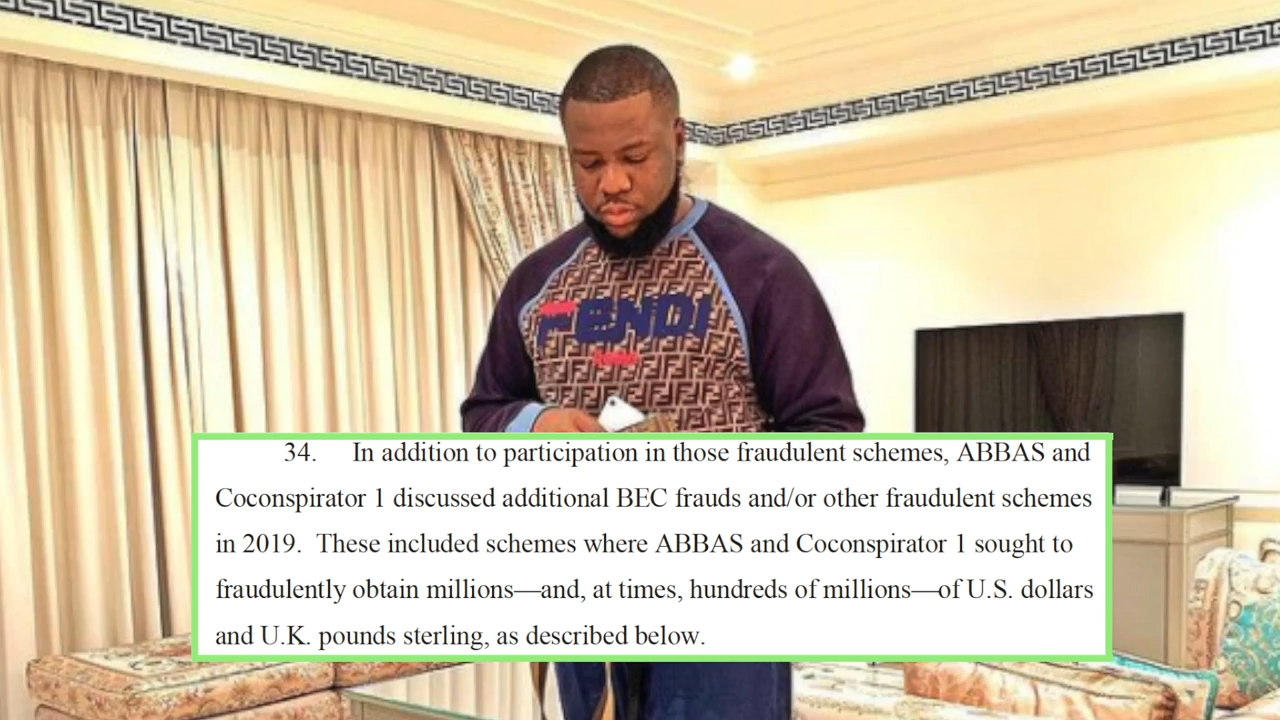 FENDI
34. In addition to participation in those fraudulent schemes, ABBAS and
Coconspirator 1 discussed additional BEC frauds and/or other fraudulent schemes
in 2019. These included schemes where ABBAS and Coconspirator 1 sought to
fraudulently obtain millions—and, at times, hundreds of millions—of U.S. dollars
and U.K. pounds sterling, as described below.